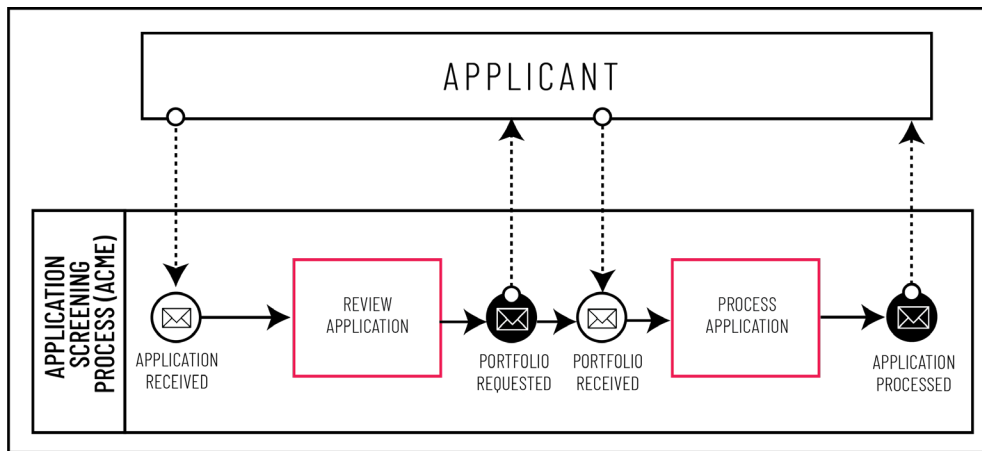 APPLICANT
APPLICATION
SCREENING
PROCESS (ACME)
APPLICATION
RECEIVED
REVIEW
APPLICATION
PORTFOLIO
REQUESTED
PORTFOLIO
RECEIVED
PROCESS
APPLICATION
APPLICATION
PROCESSED